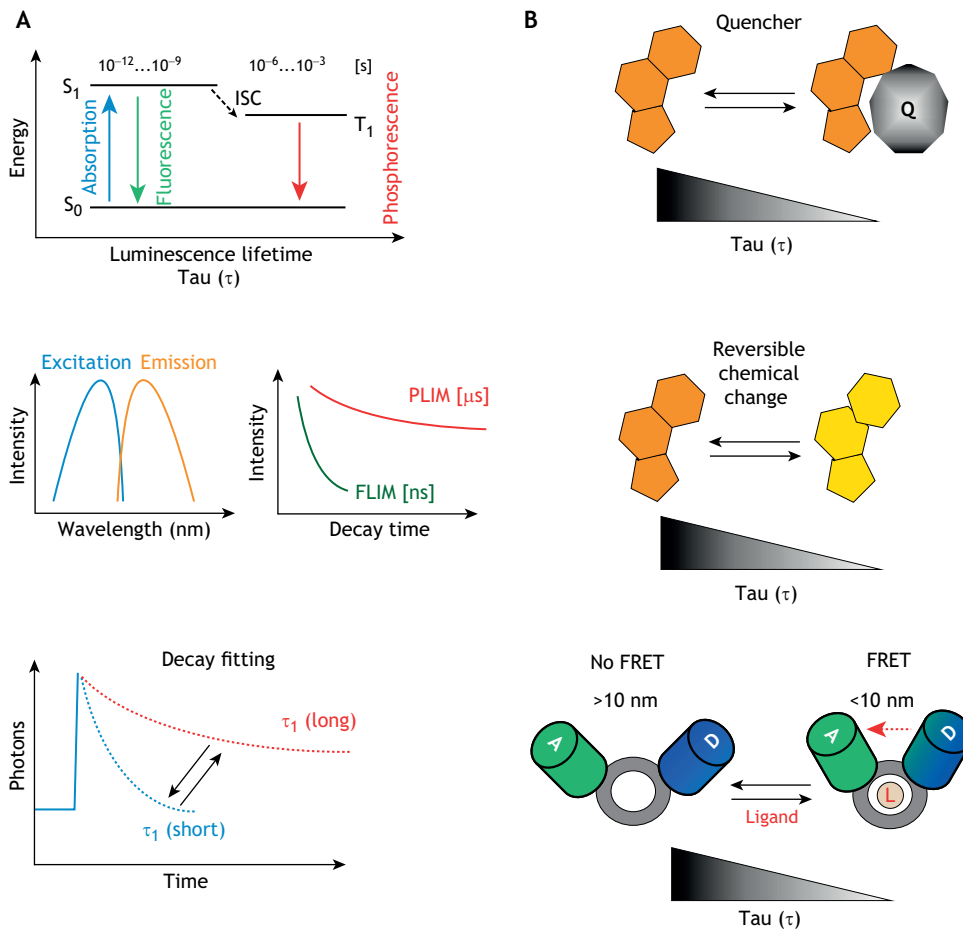 A
10⁻¹²...10⁻⁹
10⁻⁶...10⁻³
[s]
S₁
ISC
T₁
Energy
Absorption
Fluorescence
Phosphorescence
S₀
Luminescence lifetime
Tau (τ)
Excitation Emission
Intensity
Wavelength (nm)
Intensity
PLIM [μs]
FLIM [ns]
Decay time
Decay fitting
Photons
τ₁ (long)
τ₁ (short)
Time
B
Quencher
Q
Tau (τ)
Reversible
chemical
change
Tau (τ)
No FRET
>10 nm
FRET
<10 nm
A
D
A
D
L
Ligand
Tau (τ)